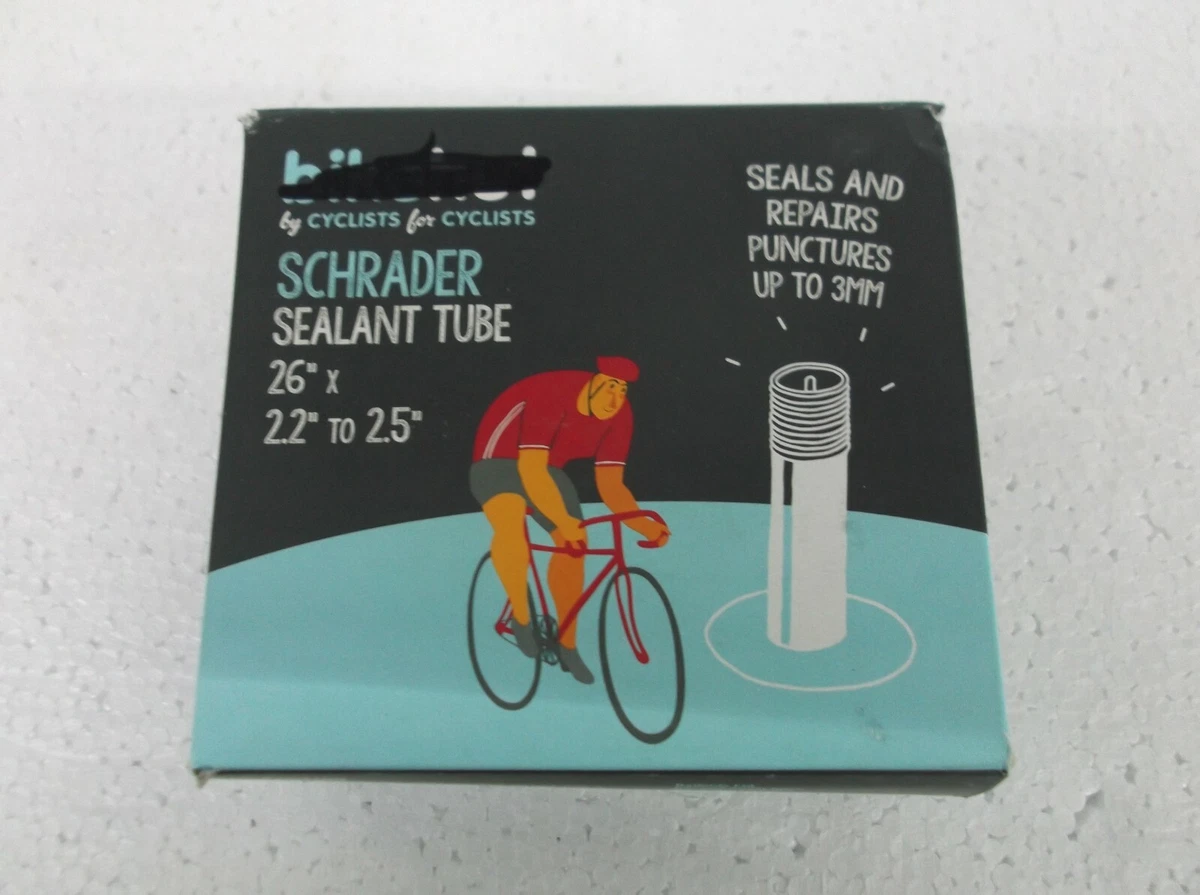 by CYCLISTS for CYCLISTS
SCHRADER
SEALANT TUBE
26" x
2.2" TO 2.5"
SEALS AND
REPAIRS
PUNCTURES
UP TO 3MM